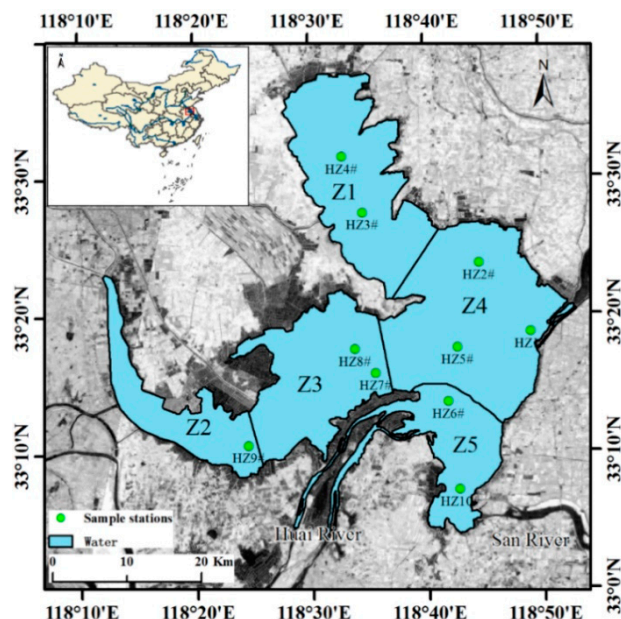 118°10'E 118°20'E 118°30'E 118°40'E 118°50'E
N
33°30'N
33°30'N
HZ4#
Z1
HZ3#
HZ2#
33°20'N
33°20'N
Z4
HZ
HZ5#
HZ8#
Z3
HZ7#
HZ6#
Z2
Z5
33°10'N
33°10'N
HZ9#
HZ10
Sample stations
Water
Huai River
San River
0 10 20 Km
33°0'N
118°10'E 118°20'E 118°30'E 118°40'E 118°50'E